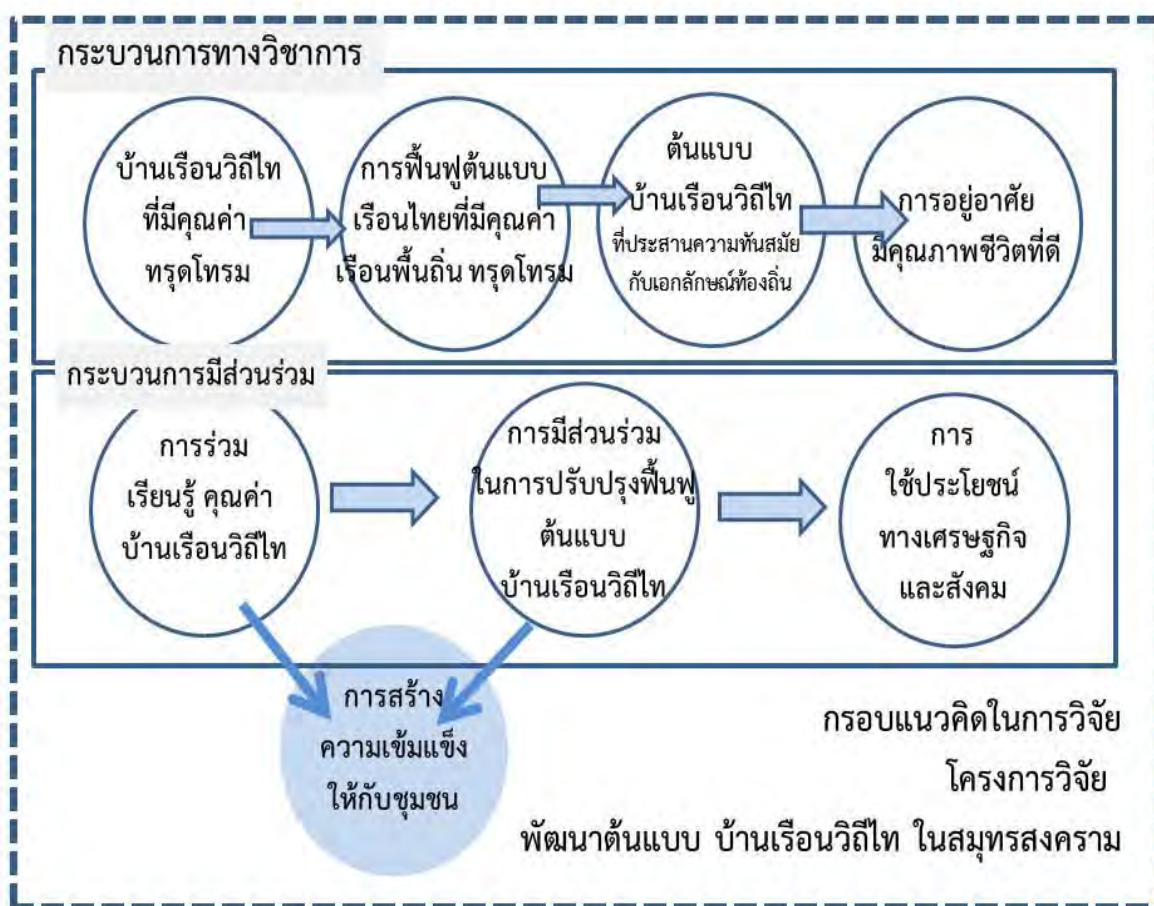 กระบวนการทางวิชาการ
บ้านเรือนวิถีไท
ที่มีคุณค่า
ทรุดโทรม
การฟื้นฟูต้นแบบ
เรือนไทยที่มีคุณค่า
เรือนพื้นถิ่น ทรุดโทรม
ต้นแบบ
บ้านเรือนวิถีไท
ที่ประสานความทันสมัย
กับเอกลักษณ์ท้องถิ่น
การอยู่อาศัย
มีคุณภาพชีวิตที่ดี
กระบวนการมีส่วนร่วม
การร่วม
เรียนรู้ คุณค่า
บ้านเรือนวิถีไท
การมีส่วนร่วม
ในการปรับปรุงฟื้นฟู
ต้นแบบ
บ้านเรือนวิถีไท
การ
ใช้ประโยชน์
ทางเศรษฐกิจ
และสังคม
การสร้าง
ความเข้มแข็ง
ให้กับชุมชน
กรอบแนวคิดในการวิจัย
โครงการวิจัย
พัฒนาต้นแบบ บ้านเรือนวิถีไท ในสมุทรสงคราม